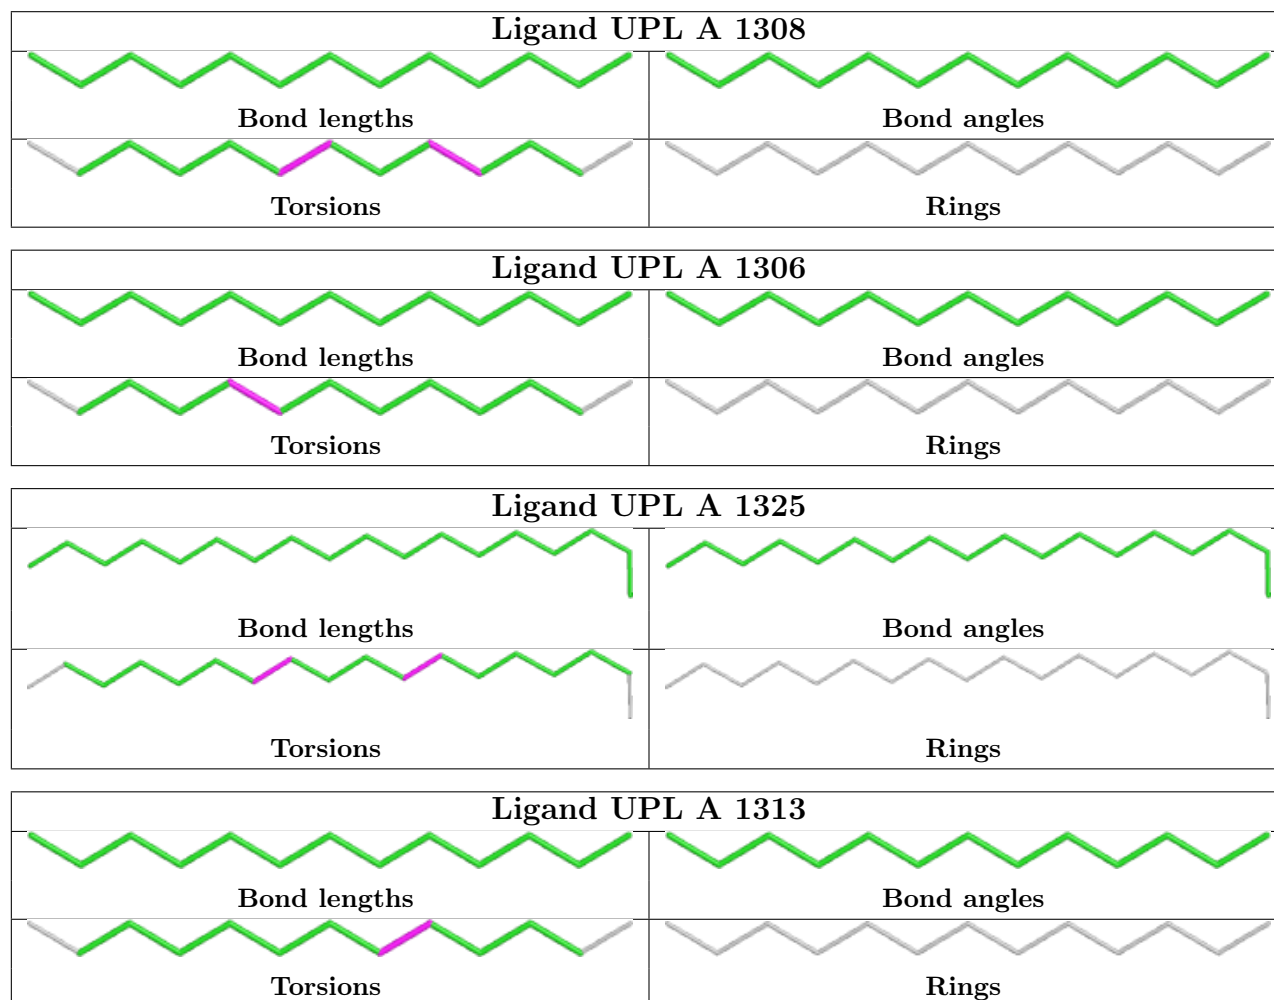 Ligand UPL A 1308
Bond lengths
Bond angles
Torsions
Rings
Ligand UPL A 1306
Bond lengths
Bond angles
Torsions
Rings
Ligand UPL A 1325
Bond lengths
Bond angles
Torsions
Rings
Ligand UPL A 1313
Bond lengths
Bond angles
Torsions
Rings